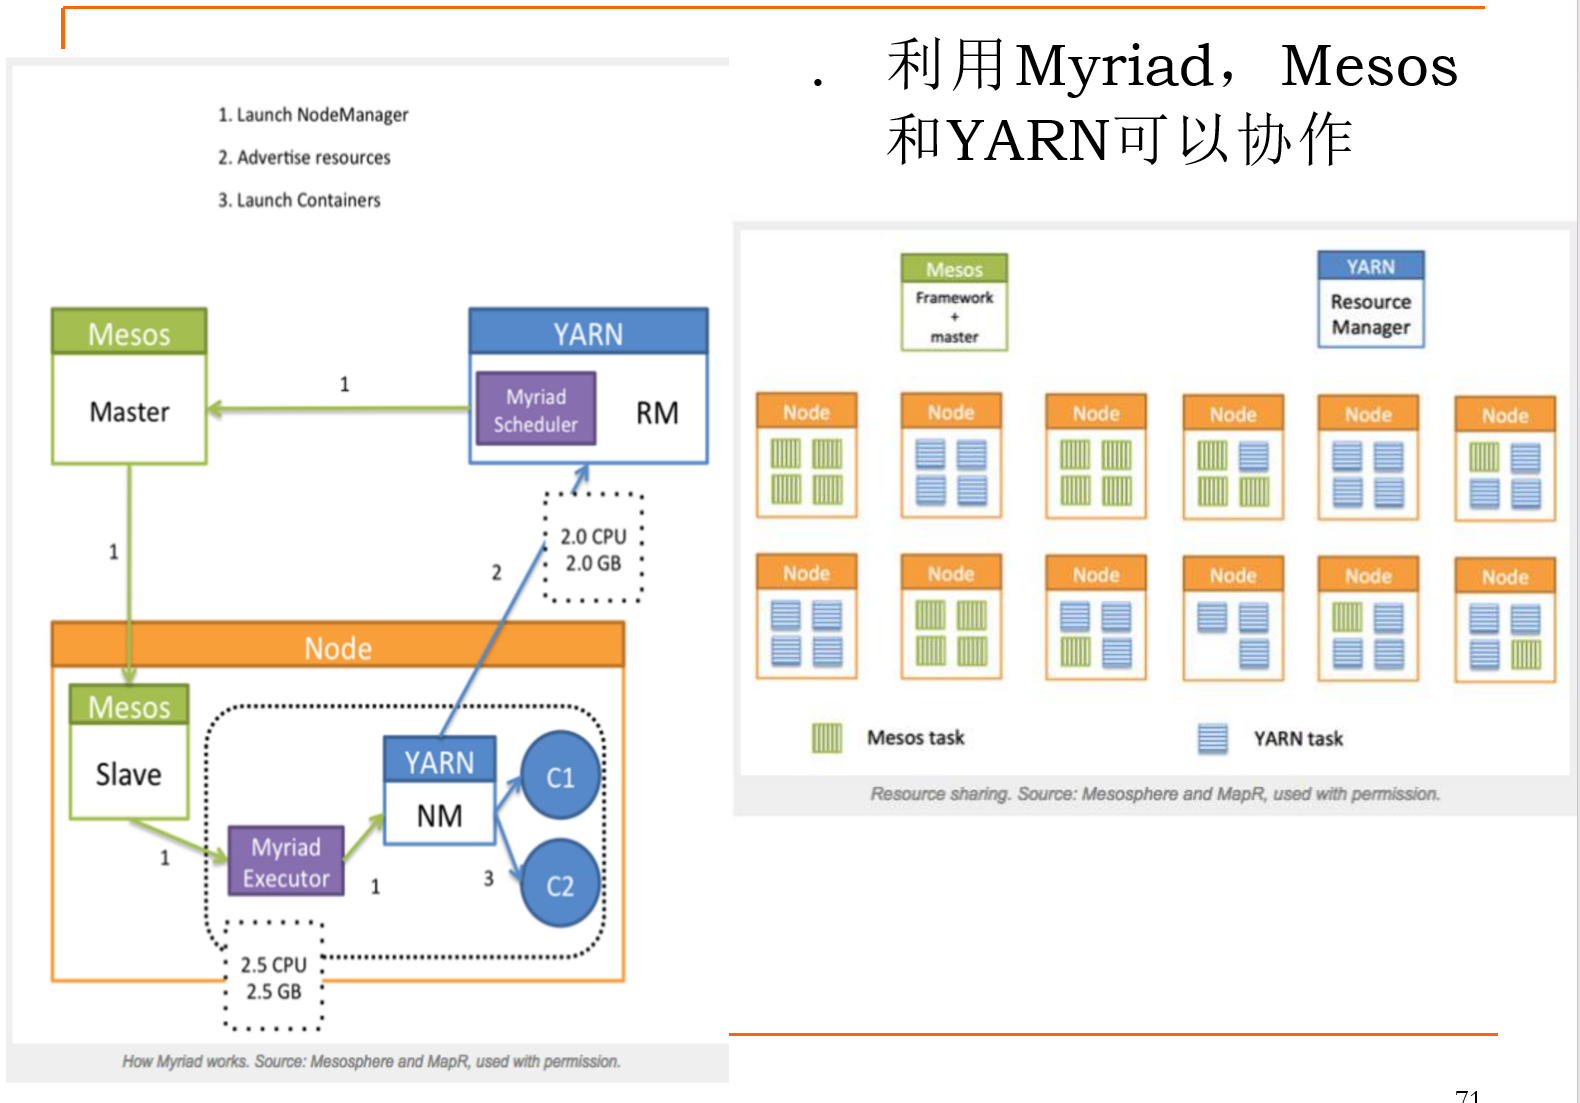 . 利用Myriad，Mesos
和YARN可以协作
1. Launch NodeManager
2. Advertise resources
3. Launch Containers
Mesos
Master
1
YARN
Myriad
Scheduler
RM
1
2
2.0 CPU
2.0 GB
Node
Mesos
Slave
1
Myriad
Executor
1
YARN
NM
3
C1
C2
2.5 CPU
2.5 GB
How Myriad works. Source: Mesosphere and MapR, used with permission.
Mesos
Framework
+
master
YARN
Resource
Manager
Node
Node
Node
Node
Node
Node
Node
Node
Node
Node
Node
Node
Mesos task
YARN task
Resource sharing. Source: Mesosphere and MapR, used with permission.
71